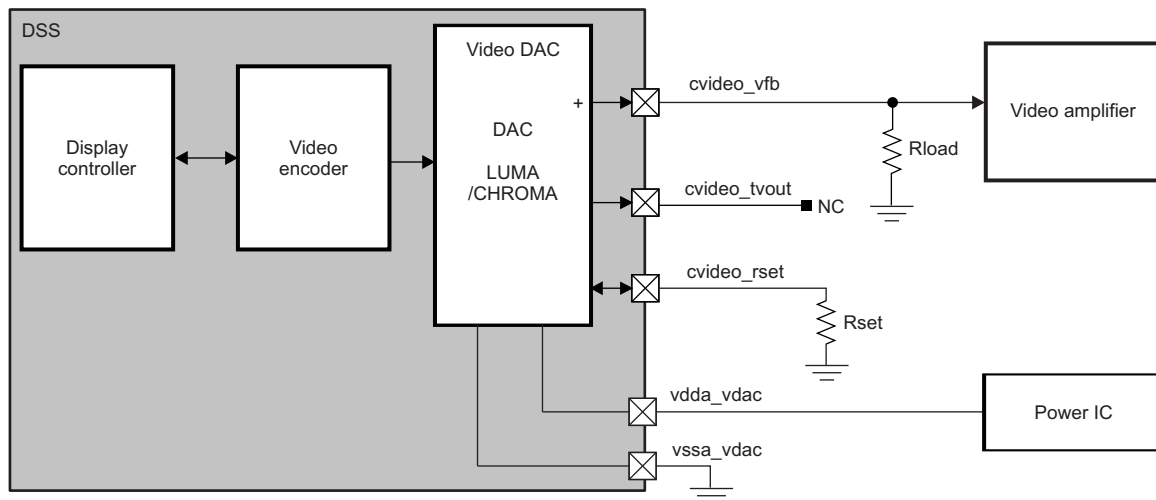 DSS
Display
controller
Video
encoder
Video DAC
+
DAC
LUMA
/CHROMA
cvideo_vfb
Rload
Video amplifier
cvideo_tvout
NC
cvideo_rset
Rset
vdda_vdac
Power IC
vssa_vdac